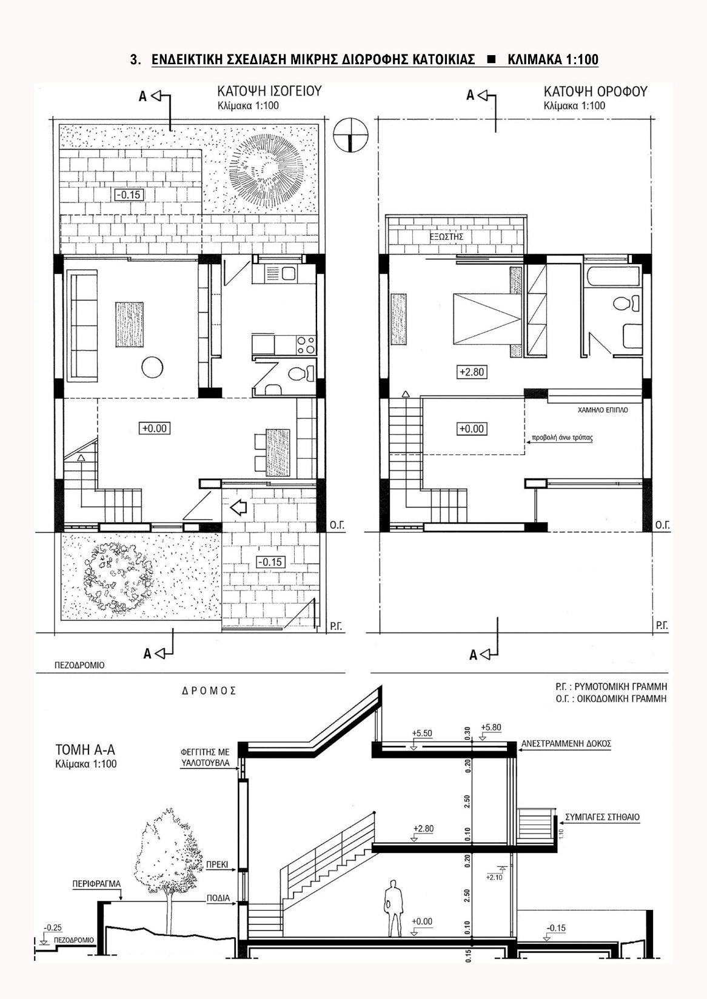 3. ΕΝΔΕΙΚΤΙΚΗ ΣΧΕΔΙΑΣΗ ΜΙΚΡΗΣ ΔΙΩΡΟΦΗΣ ΚΑΤΟΙΚΙΑΣ ■ ΚΛΙΜΑΚΑ 1:100
ΚΑΤΟΨΗ ΙΣΟΓΕΙΟΥ
Κλίμακα 1:100
A
-0.15
+0.00
Ο.Γ.
-0.15
Ρ.Γ.
A
ΠΕΖΟΔΡΟΜΙΟ
ΔΡΟΜΟΣ
ΚΑΤΟΨΗ ΟΡΟΦΟΥ
Κλίμακα 1:100
A
ΕΞΩΣΤΗΣ
+2.80
ΧΑΜΗΛΟ ΕΠΙΠΛΟ
+0.00
προβολή άνω τρύπας
Ο.Γ.
Ρ.Γ.
A
Ρ.Γ. : ΡΥΜΟΤΟΜΙΚΗ ΓΡΑΜΜΗ
Ο.Γ. : ΟΙΚΟΔΟΜΙΚΗ ΓΡΑΜΜΗ
ΤΟΜΗ Α-Α
Κλίμακα 1:100
ΦΕΓΓΙΤΗΣ ΜΕ
ΥΑΛΟΤΟΥΒΛΑ
+5.50
0.30
+5.80
ΑΝΕΣΤΡΑΜΜΕΝΗ ΔΟΚΟΣ
0.20
2.50
ΣΥΜΠΑΓΕΣ ΣΤΗΘΑΙΟ
+2.80
0.10
1.10
0.20
ΠΡΕΚΙ
+2.10
ΠΕΡΙΦΡΑΓΜΑ
ΠΟΔΙΑ
2.50
+0.00
0.10
-0.15
-0.25
ΠΕΖΟΔΡΟΜΙΟ
0.15